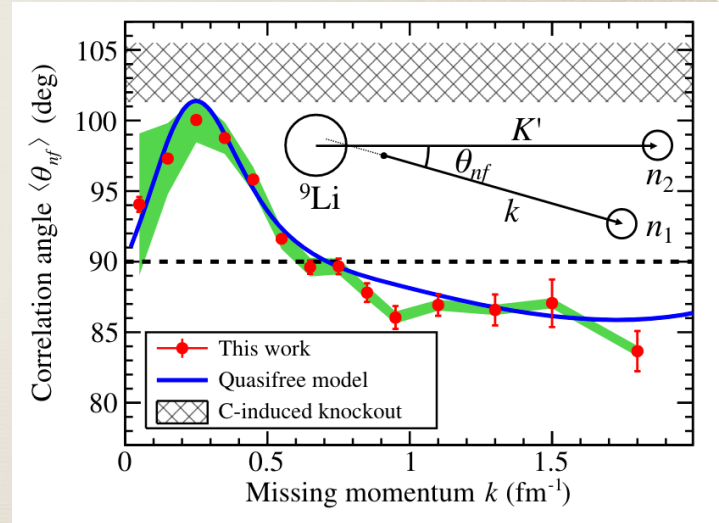 Correlation angle ⟨θnf⟩ (deg)
105
100
95
90
85
80
K'
θnf
⁹Li
k
n₂
n₁
This work
Quasifree model
C-induced knockout
0
0.5
1
1.5
Missing momentum k (fm⁻¹)